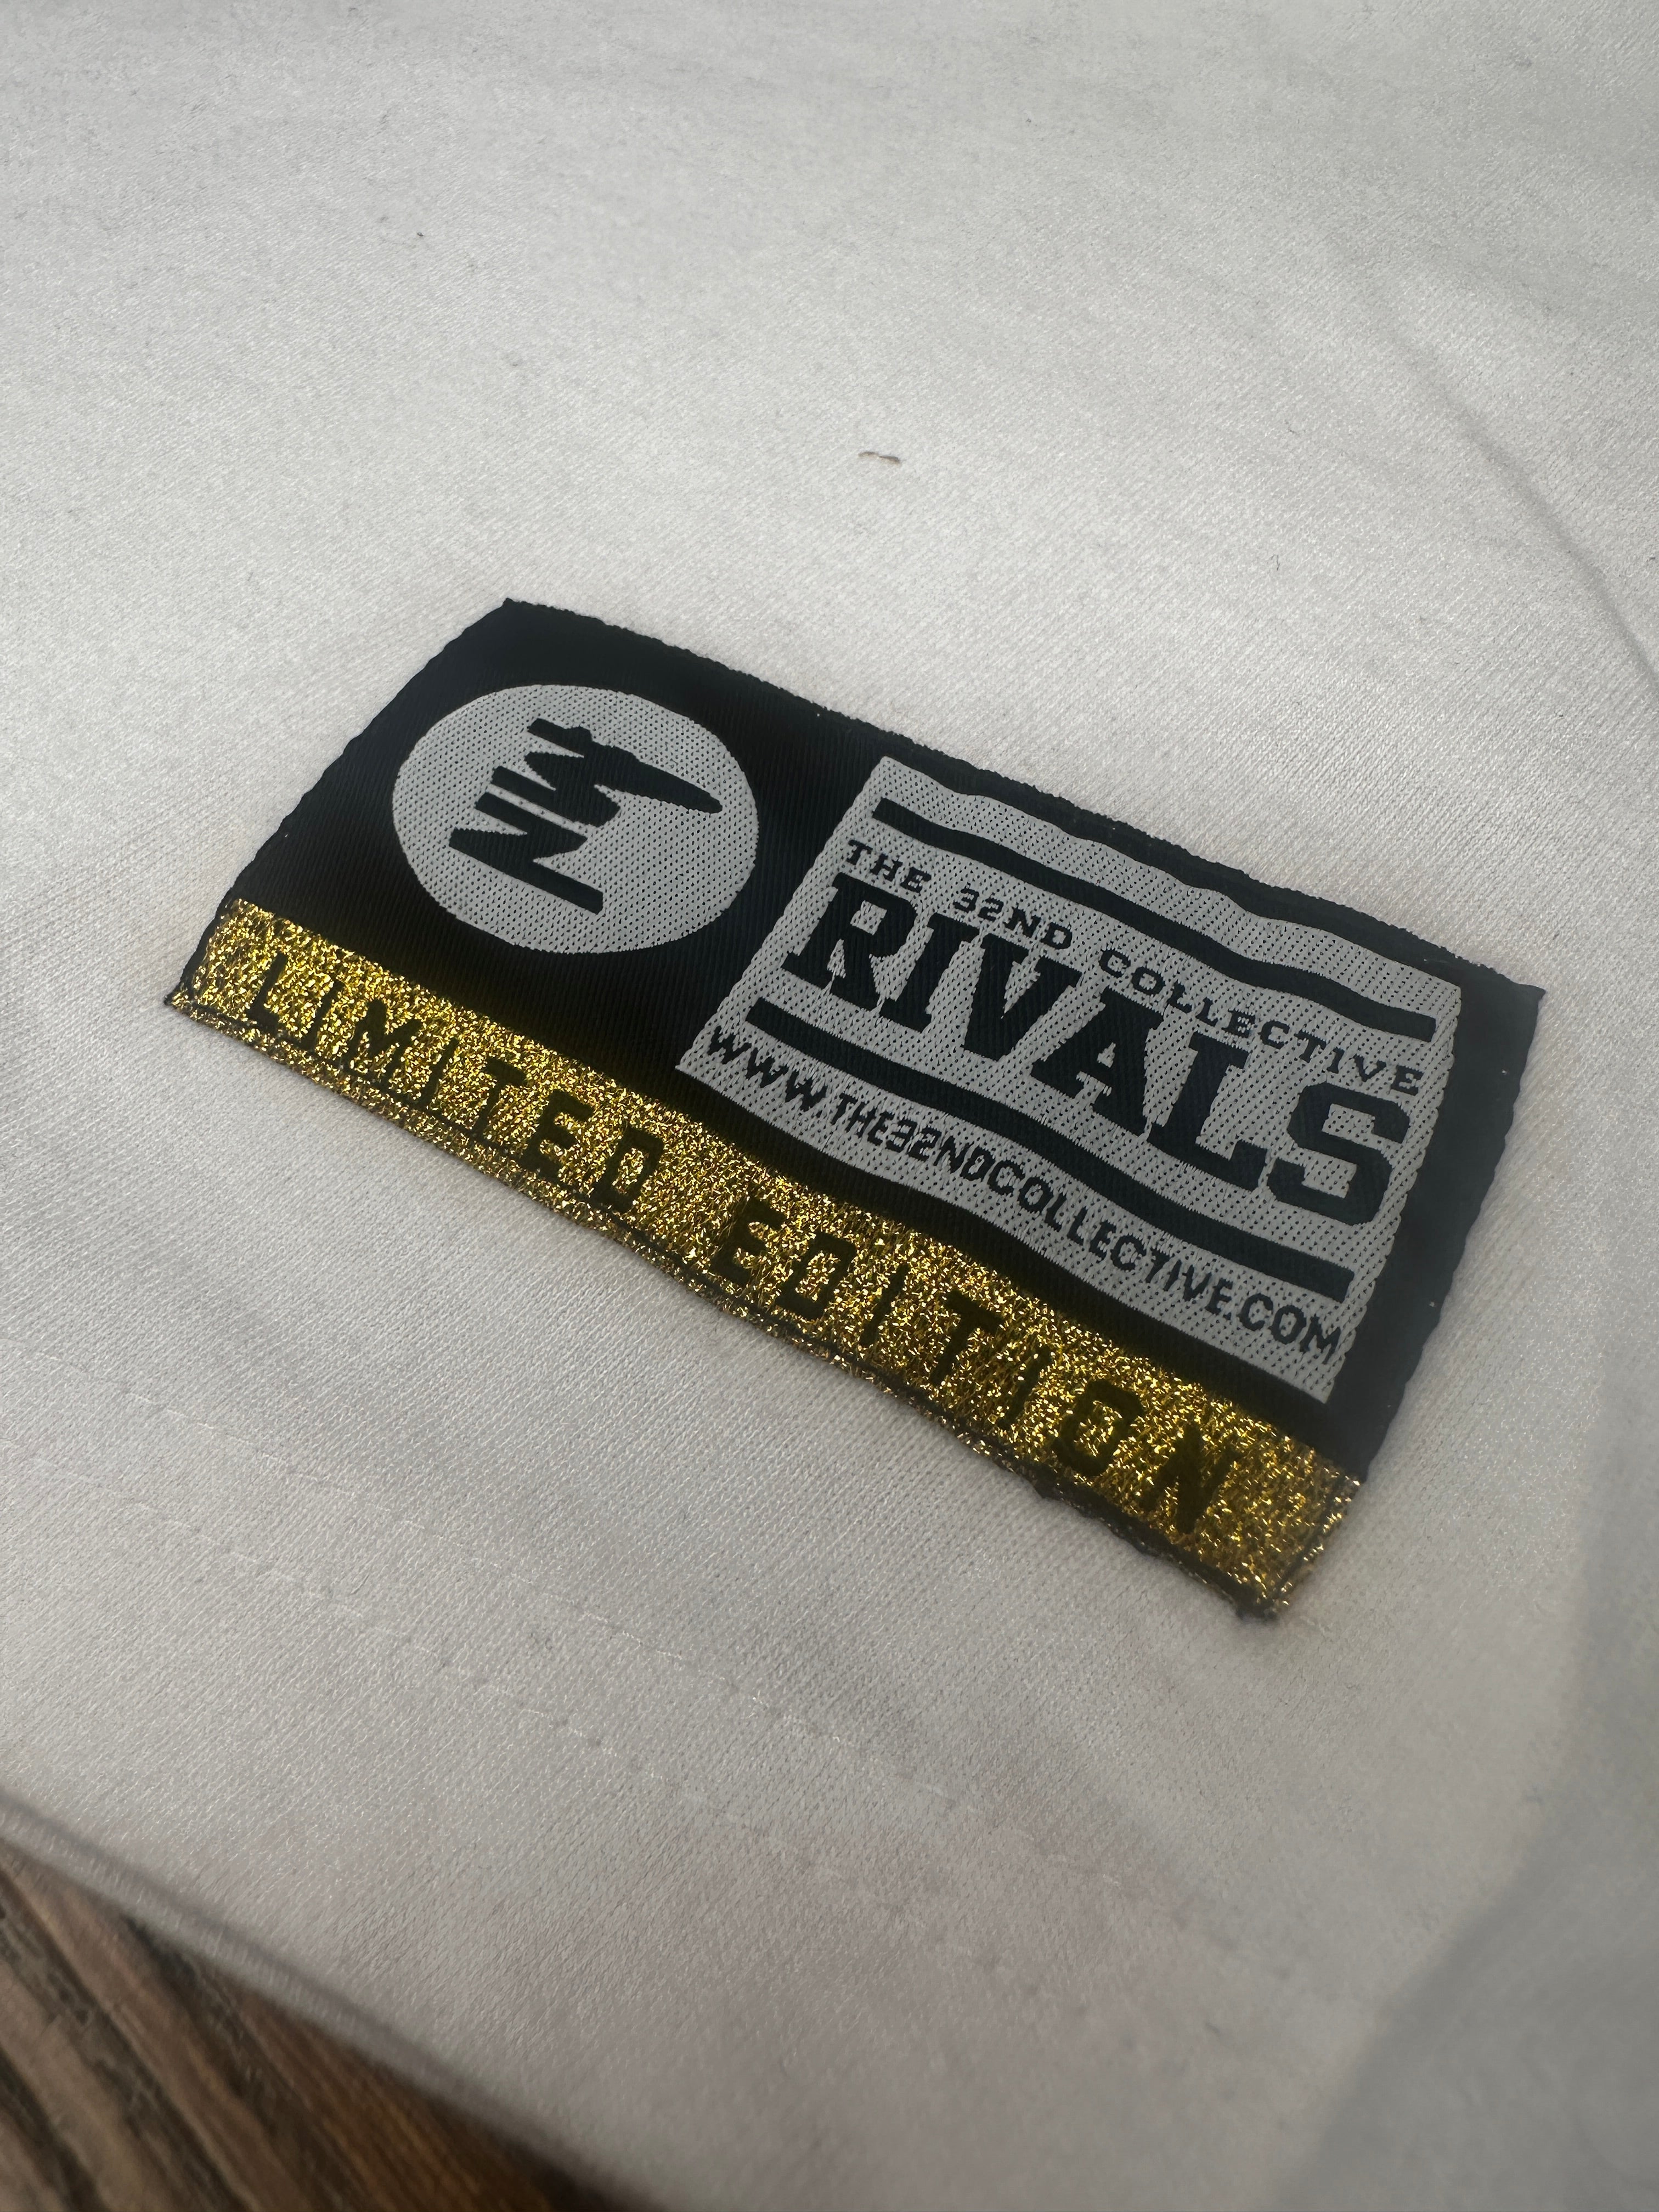 THE 32ND COLLECTIVE
RIVALS
WWW.THE32NDCOLLECTIVE.COM
LIMITED EDITION